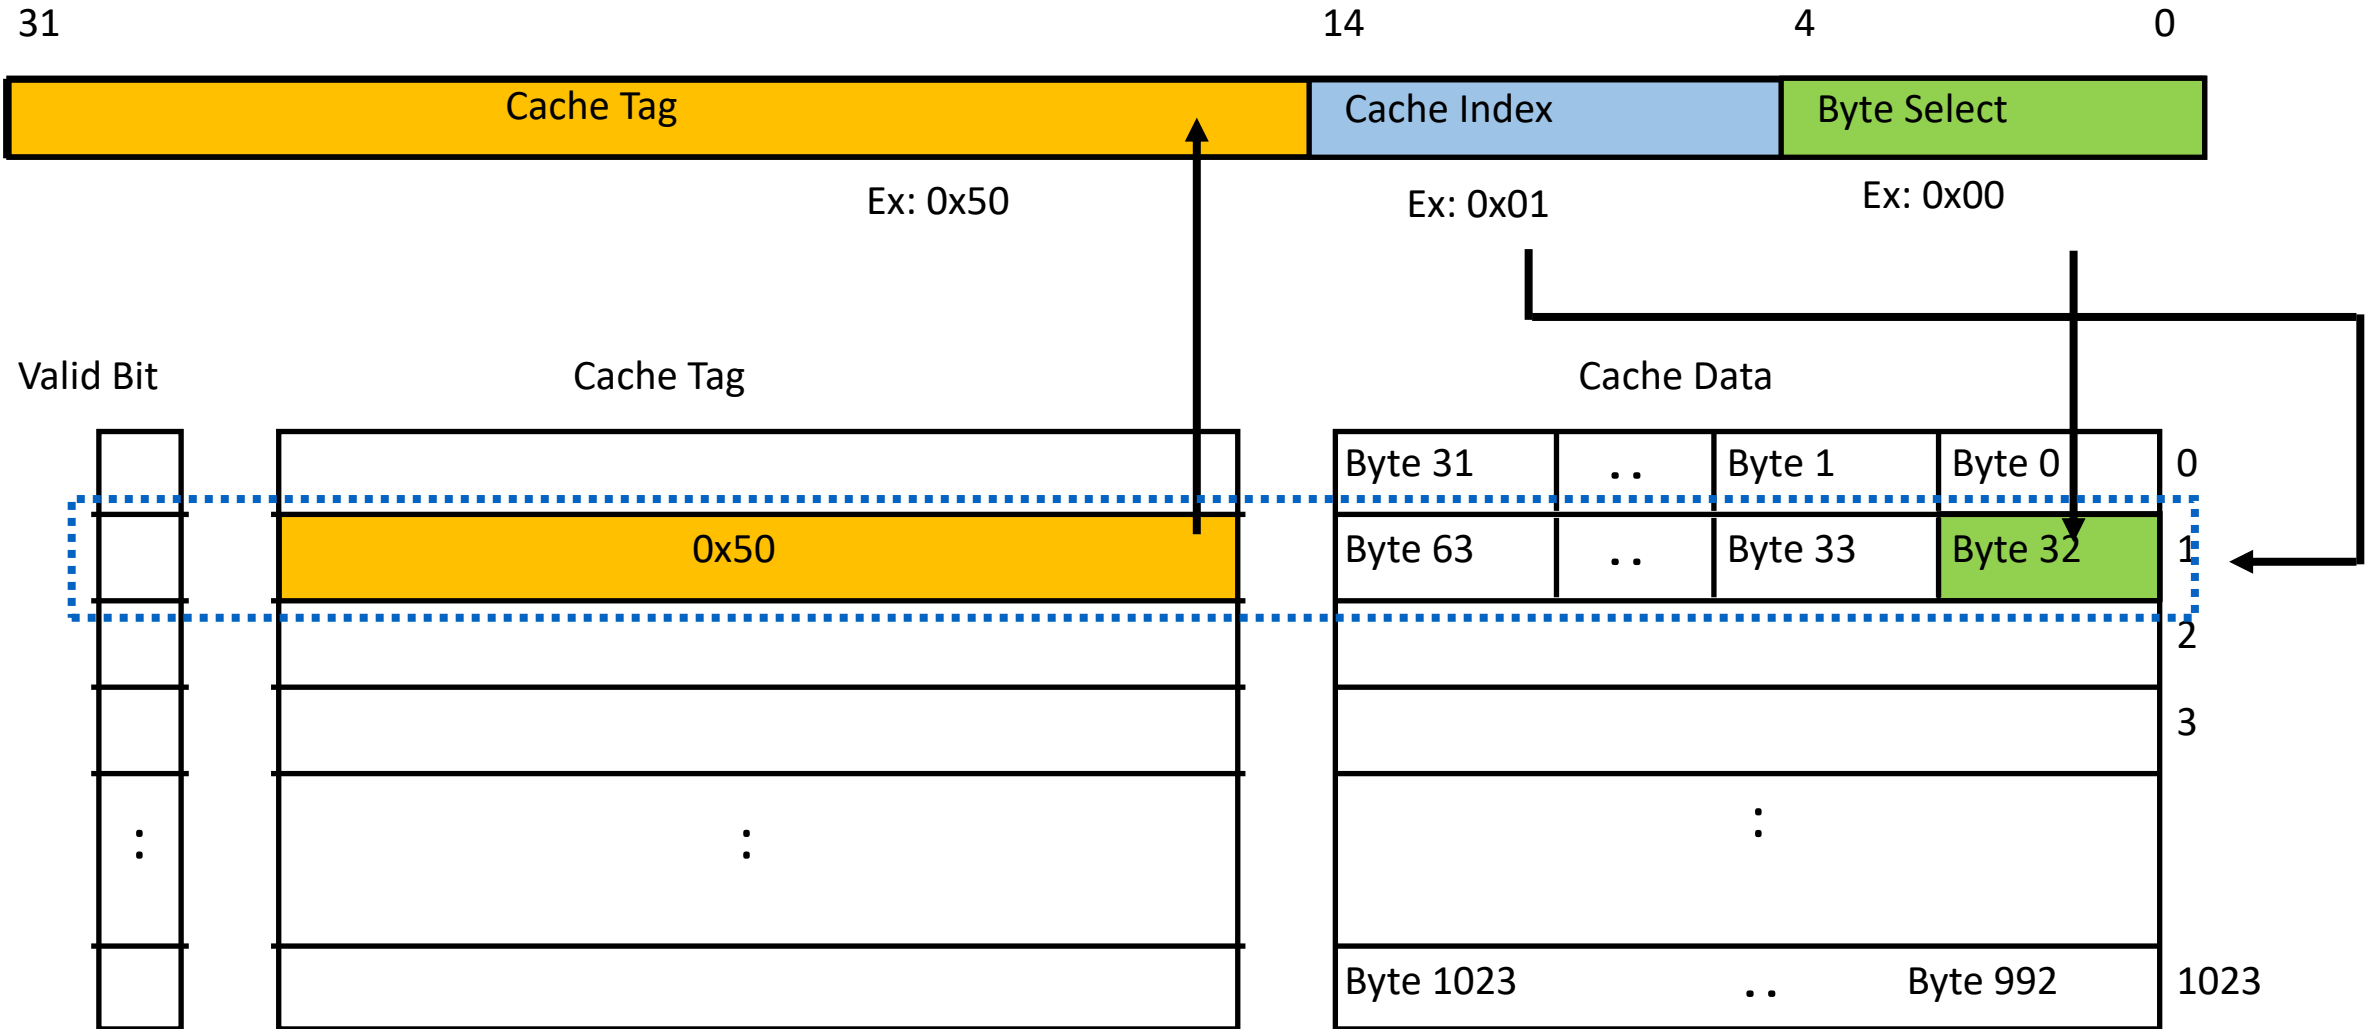 31 14 4 0
Cache Tag Cache Index Byte Select
Ex: 0x50 Ex: 0x01 Ex: 0x00
Valid Bit Cache Tag Cache Data
Byte 31 . . Byte 1 Byte 0 0
0x50 Byte 63 . . Byte 33 Byte 32 1
2
3
: : :
Byte 1023 . . Byte 992 1023